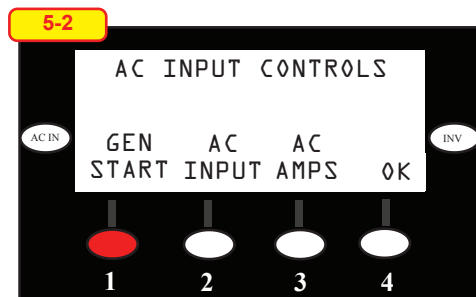 5-2
AC INPUT CONTROLS
AC IN
INV
GEN AC AC
START INPUT AMPS OK
1 2 3 4